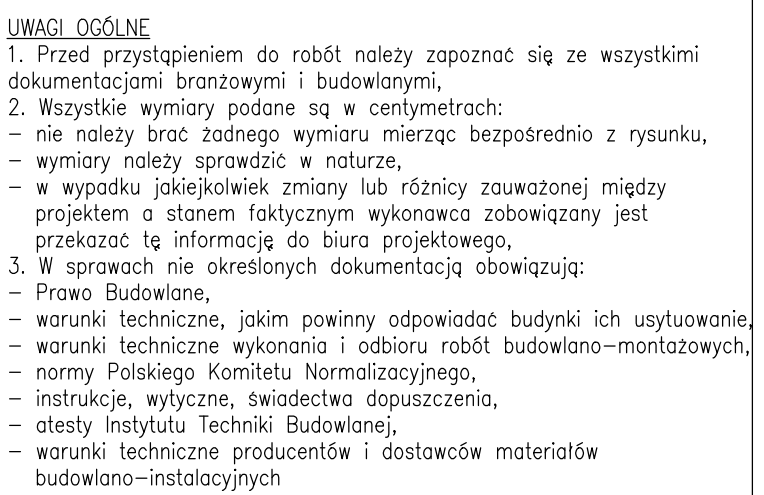 UWAGI OGÓLNE
1. Przed przystąpieniem do robót należy zapoznać się ze wszystkimi
dokumentacjami branżowymi i budowlanymi,
2. Wszystkie wymiary podane są w centymetrach:
– nie należy brać żadnego wymiaru mierząc bezpośrednio z rysunku,
– wymiary należy sprawdzić w naturze,
– w wypadku jakiejkolwiek zmiany lub różnicy zauważonej między
projektem a stanem faktycznym wykonawca zobowiązany jest
przekazać tę informację do biura projektowego,
3. W sprawach nie określonych dokumentacją obowiązują:
– Prawo Budowlane,
– warunki techniczne, jakim powinny odpowiadać budynki ich usytuowanie,
– warunki techniczne wykonania i odbioru robót budowlano–montażowych,
– normy Polskiego Komitetu Normalizacyjnego,
– instrukcje, wytyczne, świadectwa dopuszczenia,
– atesty Instytutu Techniki Budowlanej,
– warunki techniczne producentów i dostawców materiałów
budowlano–instalacyjnych